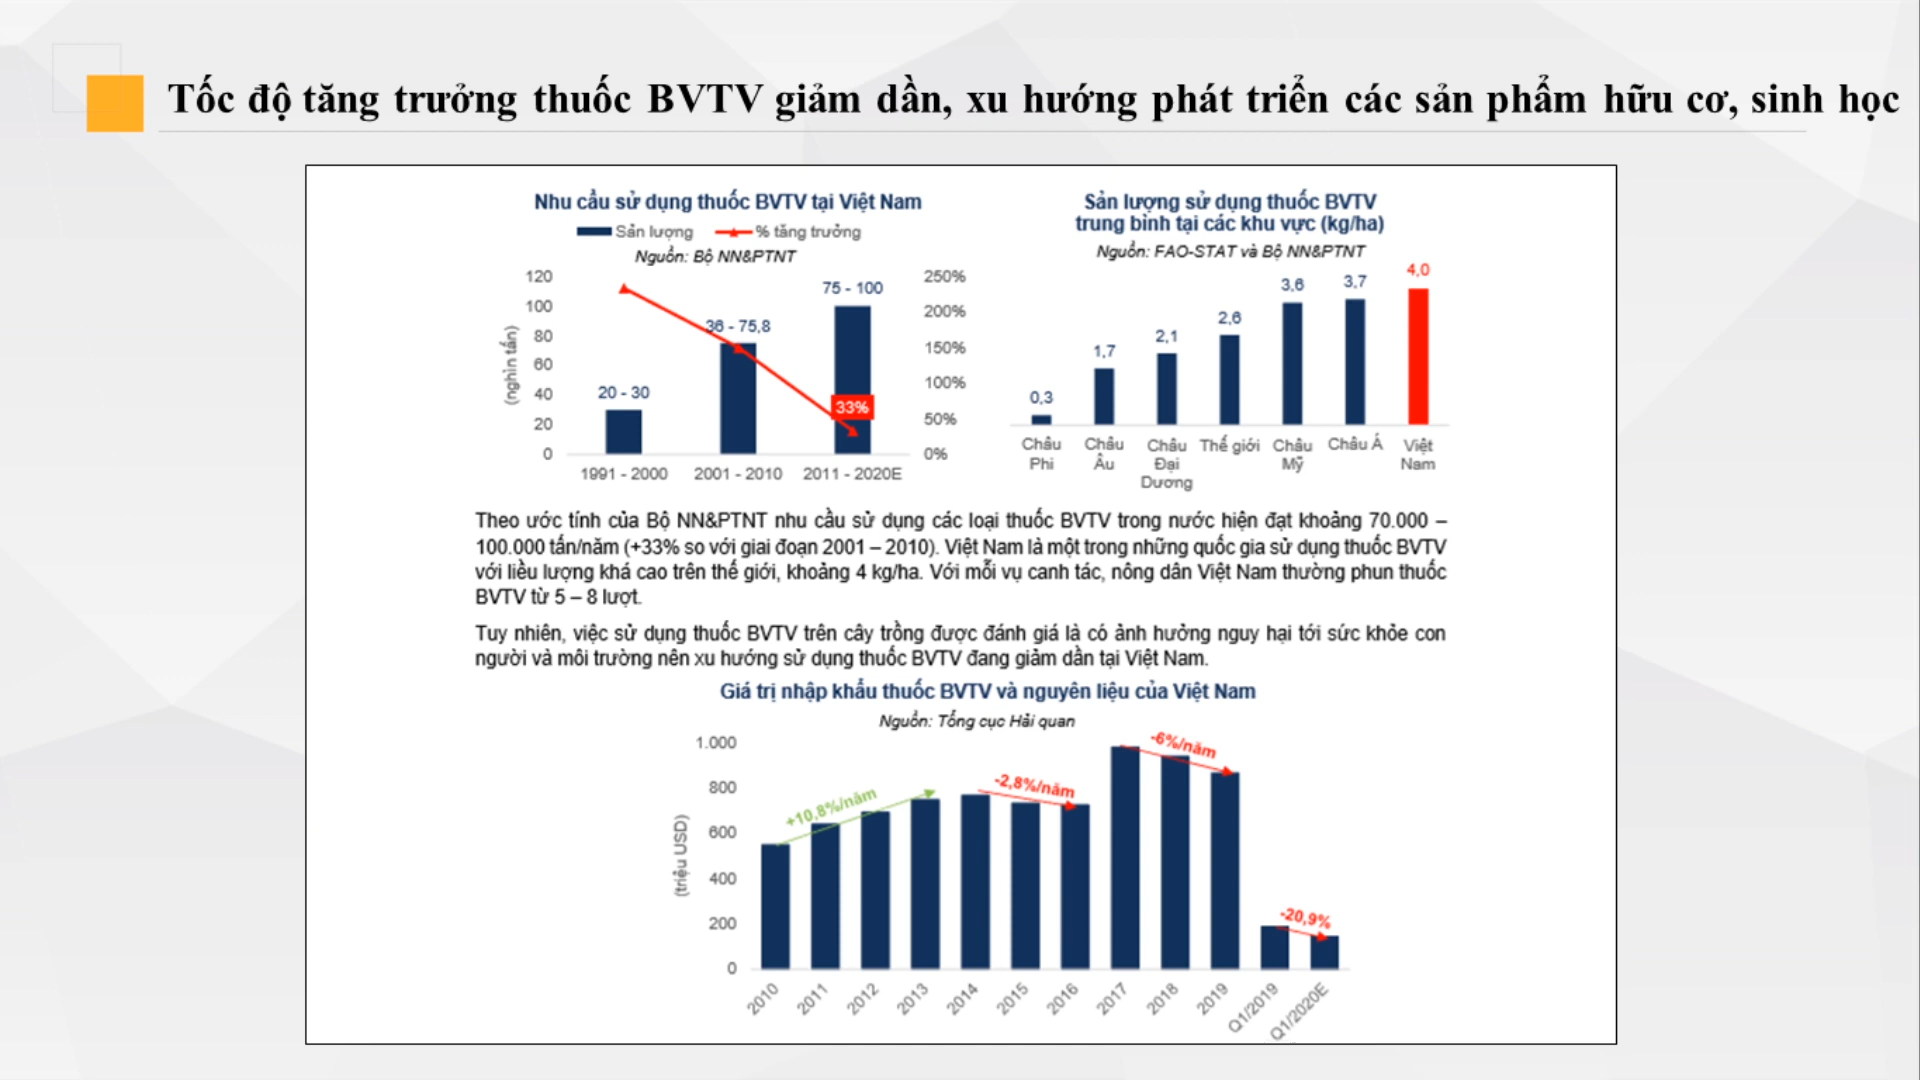 Tốc độ tăng trưởng thuốc BVTV giảm dần, xu hướng phát triển các sản phẩm hữu cơ, sinh học
Nhu cầu sử dụng thuốc BVTV tại Việt Nam
Sản lượng % tăng trưởng
Nguồn: Bộ NN&PTNT
120
100
80
60
40
20
0
(nghìn tấn)
250%
200%
150%
100%
50%
0%
20 - 30
36 - 75,8
75 - 100
33%
1991 - 2000
2001 - 2010
2011 - 2020E
Sản lượng sử dụng thuốc BVTV
trung bình tại các khu vực (kg/ha)
Nguồn: FAO-STAT và Bộ NN&PTNT
0,3
1,7
2,1
2,6
3,6
3,7
4,0
Châu
Phi
Châu
Âu
Châu
Đại
Dương
Thế giới
Châu
Mỹ
Châu Á
Việt
Nam
Theo ước tính của Bộ NN&PTNT nhu cầu sử dụng các loại thuốc BVTV trong nước hiện đạt khoảng 70.000 –
100.000 tấn/năm (+33% so với giai đoạn 2001 – 2010). Việt Nam là một trong những quốc gia sử dụng thuốc BVTV
với liều lượng khá cao trên thế giới, khoảng 4 kg/ha. Với mỗi vụ canh tác, nông dân Việt Nam thường phun thuốc
BVTV từ 5 – 8 lượt.
Tuy nhiên, việc sử dụng thuốc BVTV trên cây trồng được đánh giá là có ảnh hưởng nguy hại tới sức khỏe con
người và môi trường nên xu hướng sử dụng thuốc BVTV đang giảm dần tại Việt Nam.
Giá trị nhập khẩu thuốc BVTV và nguyên liệu của Việt Nam
Nguồn: Tổng cục Hải quan
1.000
800
600
400
200
0
(triệu USD)
+10,8%/năm
-2,8%/năm
-6%/năm
-20,9%
2010
2011
2012
2013
2014
2015
2016
2017
2018
2019
Q1/2019
Q1/2020E